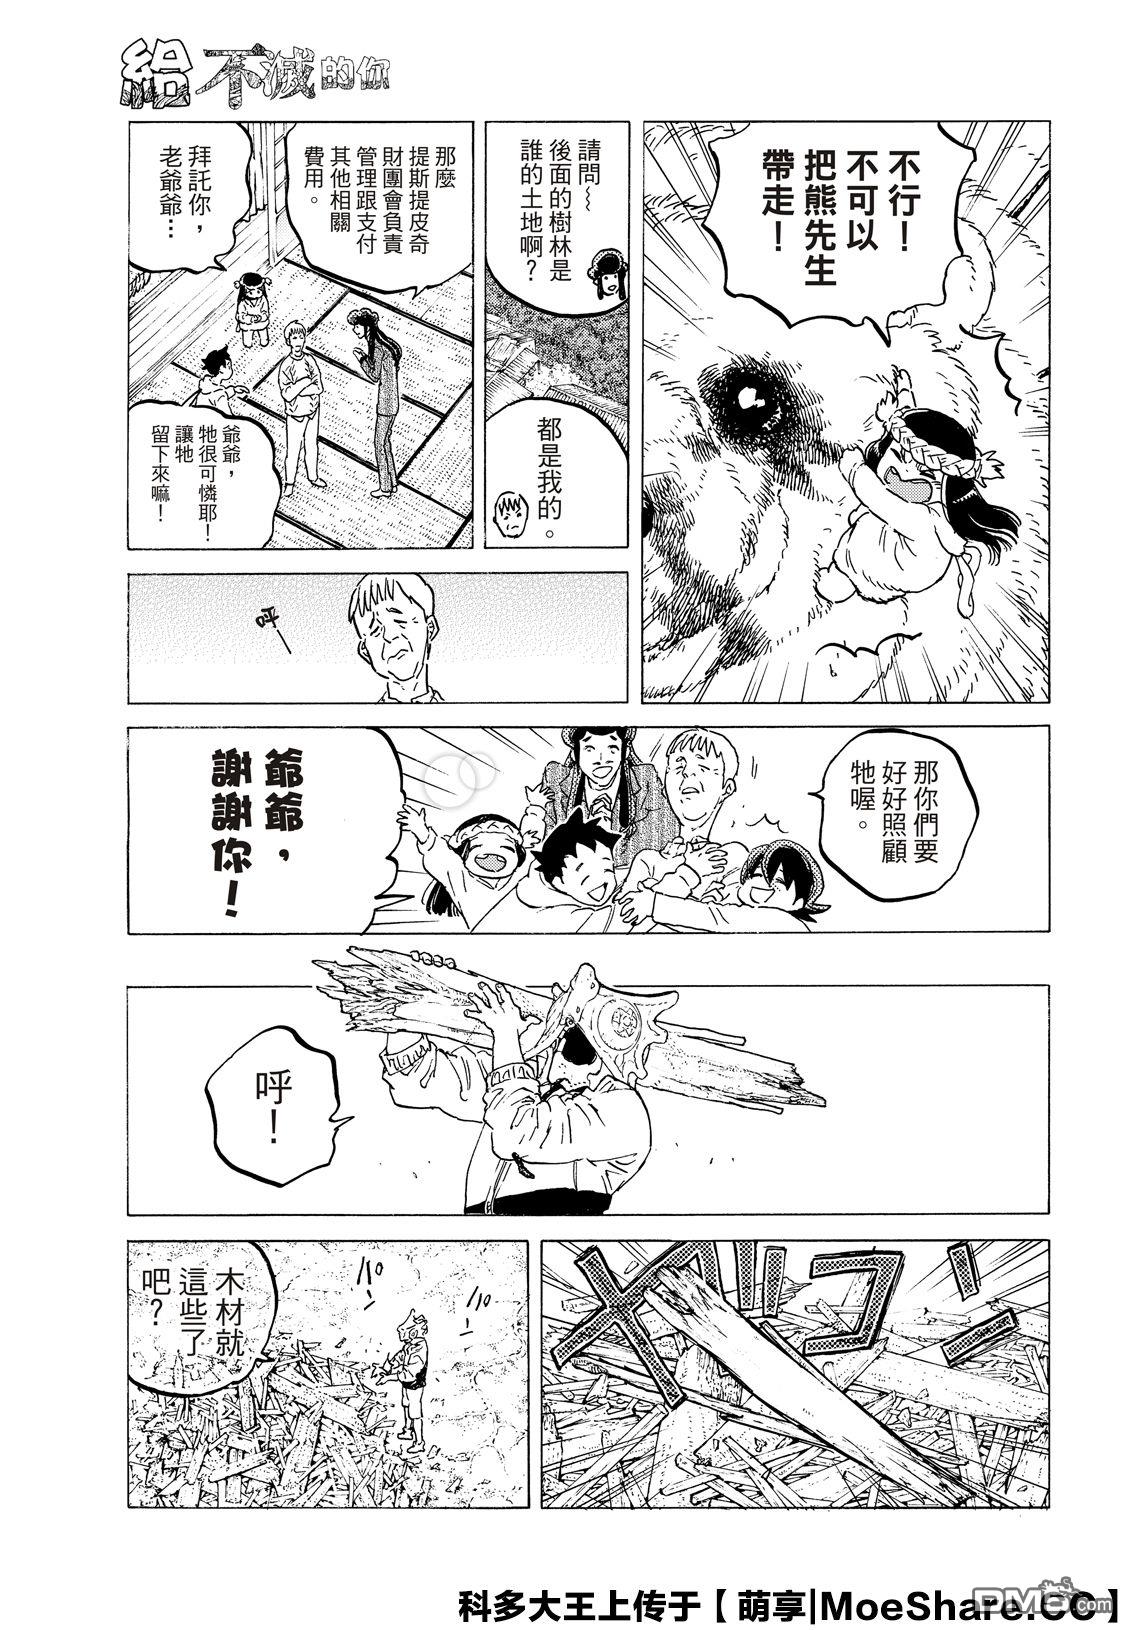 給不滅的你
不行！
不可以
把熊先生
帶走！
請問～
後面的樹林是
誰的土地啊？
都是我的。
那麼
提斯提皮奇
財團會負責
管理跟支付
其他相關
費用。
拜託你，
老爺爺…
爺爺，
牠很可憐耶！
讓牠
留下來嘛！
呼—
那你們要
好好照顧
牠喔。
爺爺，
謝謝你！
呼！
ガコン
パ
パ
木材就
這些了
吧？
科多大王上传于【萌享|MoeShare.CC】